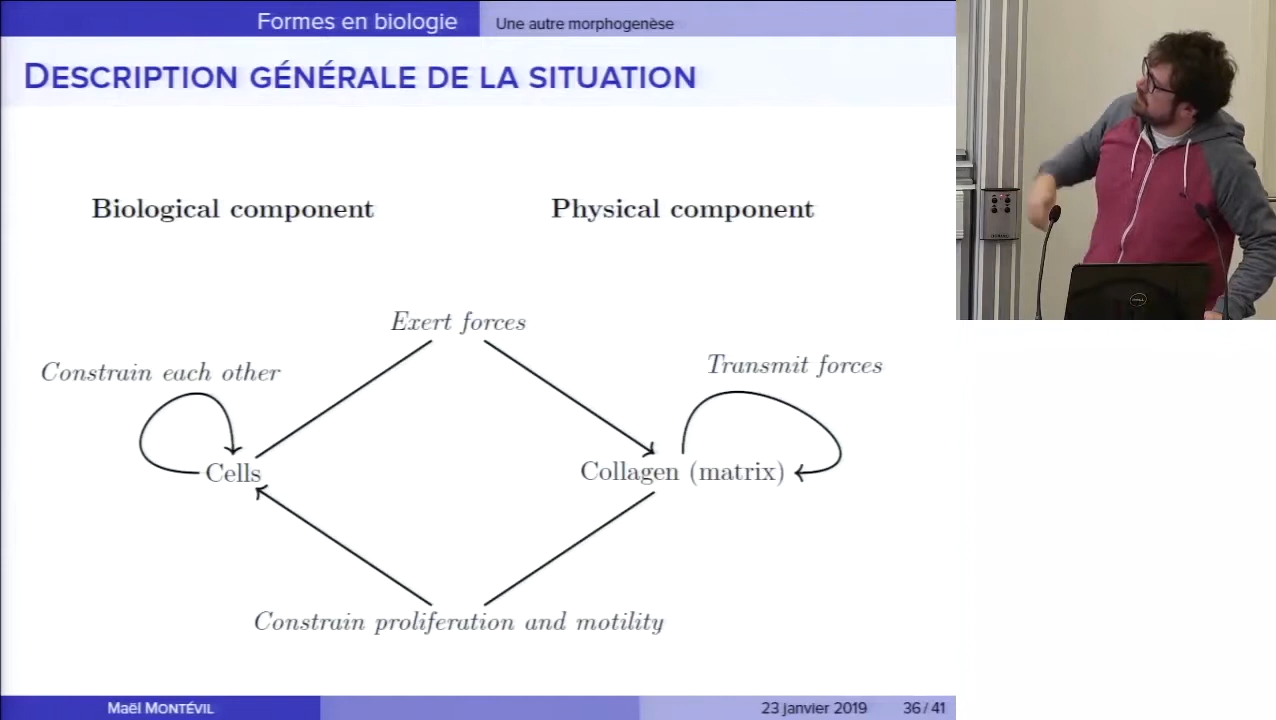 Formes en biologie
Une autre morphogenèse
DESCRIPTION GÉNÉRALE DE LA SITUATION
Biological component
Physical component
Exert forces
Constrain each other
Transmit forces
Cells
Collagen (matrix)
Constrain proliferation and motility
Maël MONTÉVIL
23 janvier 2019
36 / 41